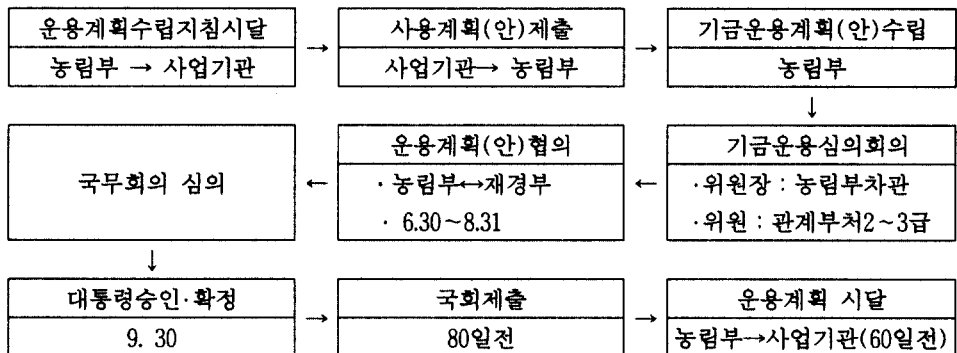 운용계획수립지침시달 → 사용계획(안)제출 → 기금운용계획(안)수립
농림부 → 사업기관
사업기관→ 농림부
농림부
↓
기금운용심의회의
·위원장 : 농림부차관
·위원 : 관계부처2~3급
←
운용계획(안)협의
· 농림부↔재경부
· 6.30~8.31
←
국무회의 심의
↓
대통령승인·확정 → 국회제출 → 운용계획 시달
9. 30
80일전
농림부→사업기관(60일전)